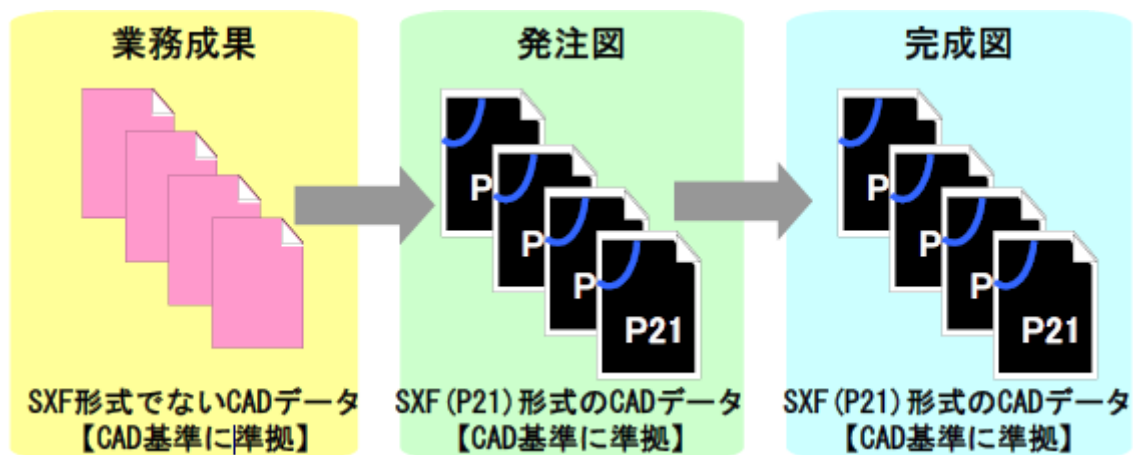 業務成果
SXF形式でないCADデータ
【CAD基準に準拠】
発注図
P
P
P
P21
SXF(P21)形式のCADデータ
【CAD基準に準拠】
完成図
P
P
P
P21
SXF(P21)形式のCADデータ
【CAD基準に準拠】